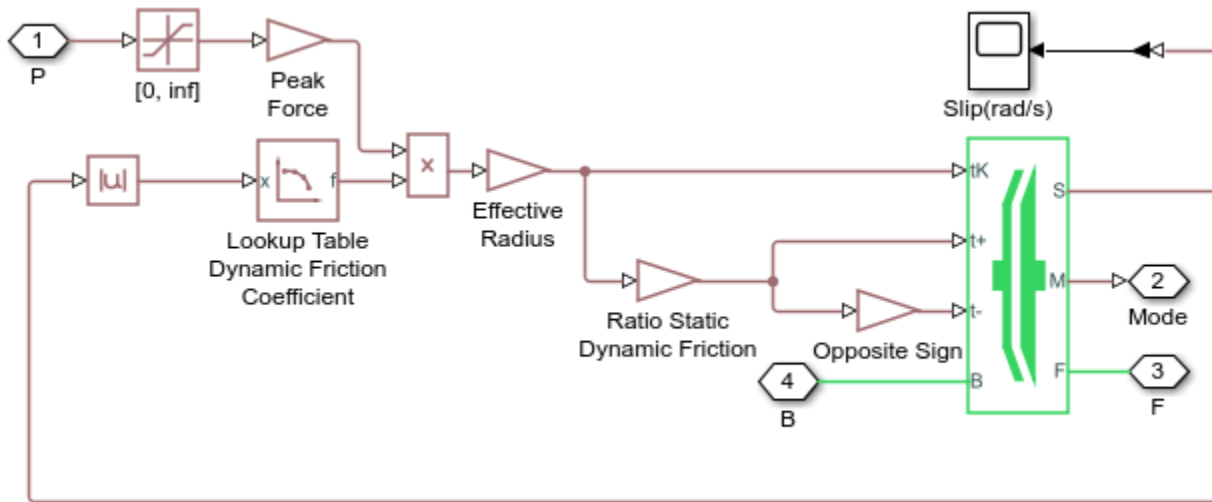 1
P
[0, inf]
Peak
Force
Slip(rad/s)
|u|
x
f
Lookup Table
Dynamic Friction
Coefficient
×
Effective
Radius
Ratio Static
Dynamic Friction
Opposite Sign
4
B
tK
t+
t-
B
S
M
F
2
Mode
3
F